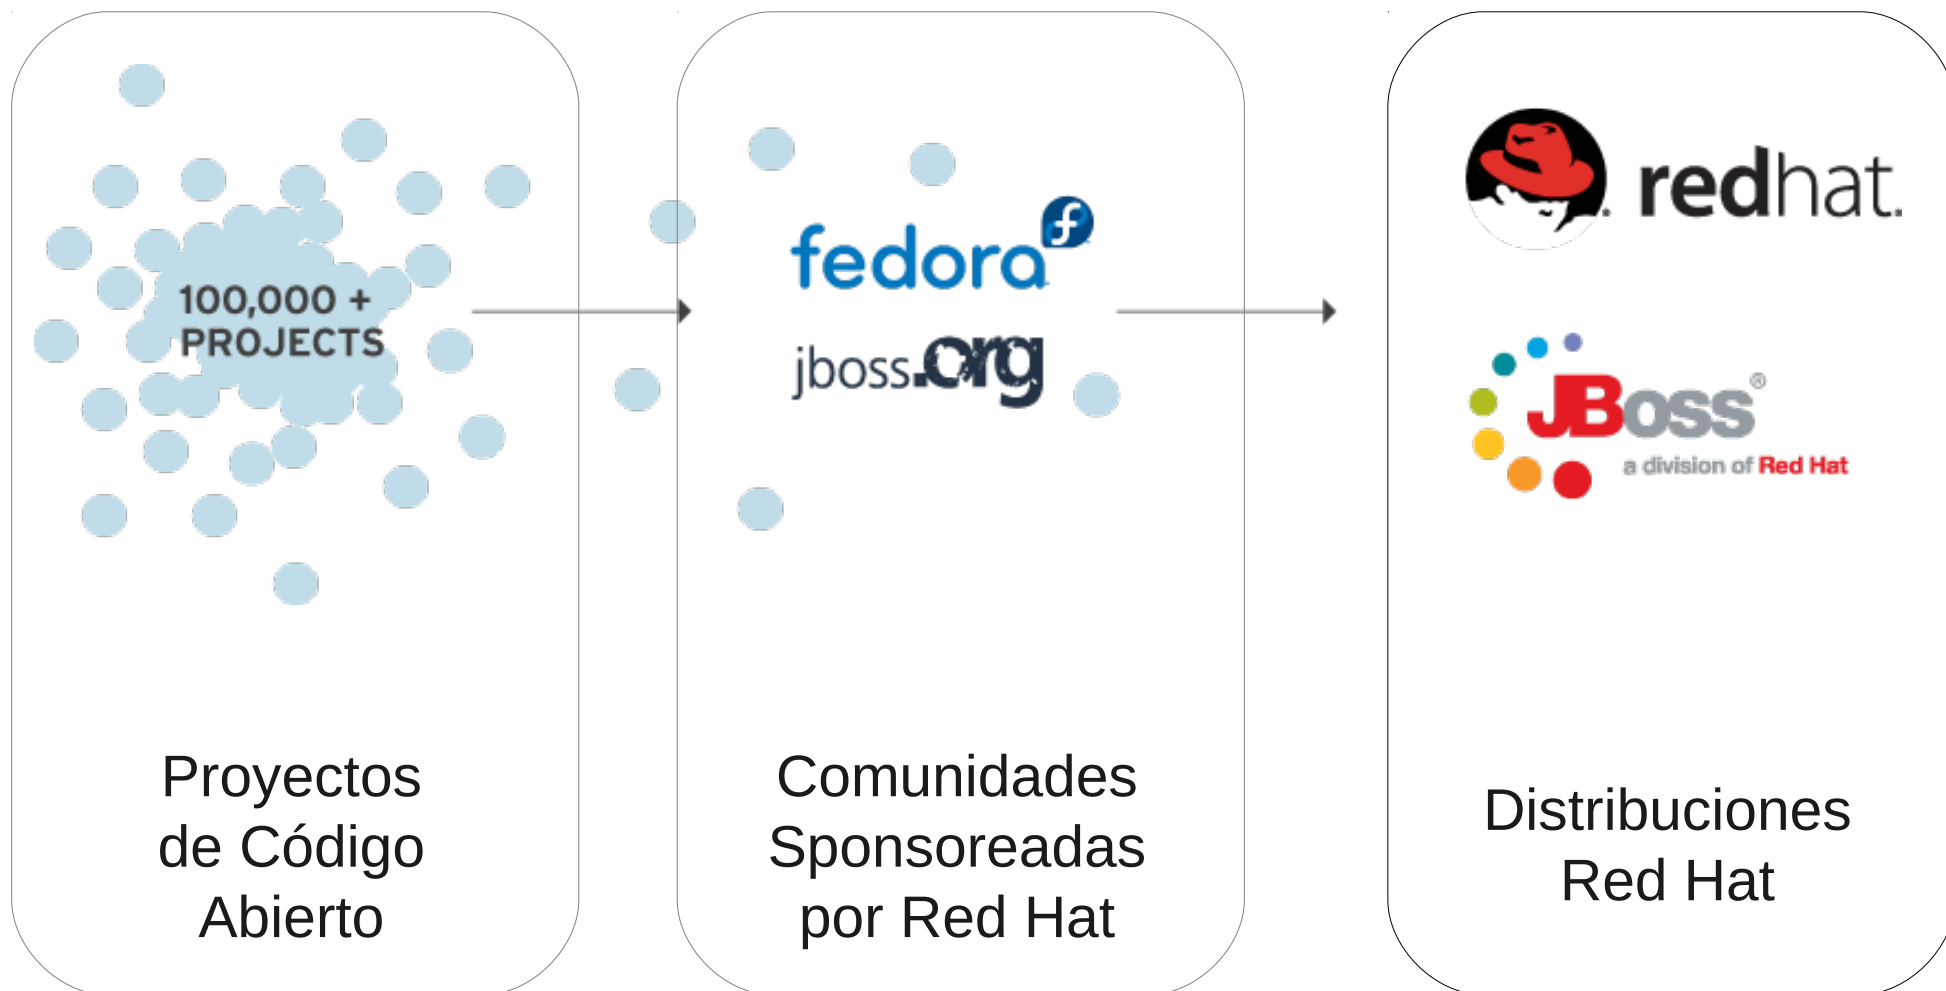 100,000 +
PROJECTS
Proyectos
de Código
Abierto
fedora f
jboss.org
Comunidades
Sponsoreadas
por Red Hat
redhat.
JBoss®
a division of Red Hat
Distribuciones
Red Hat